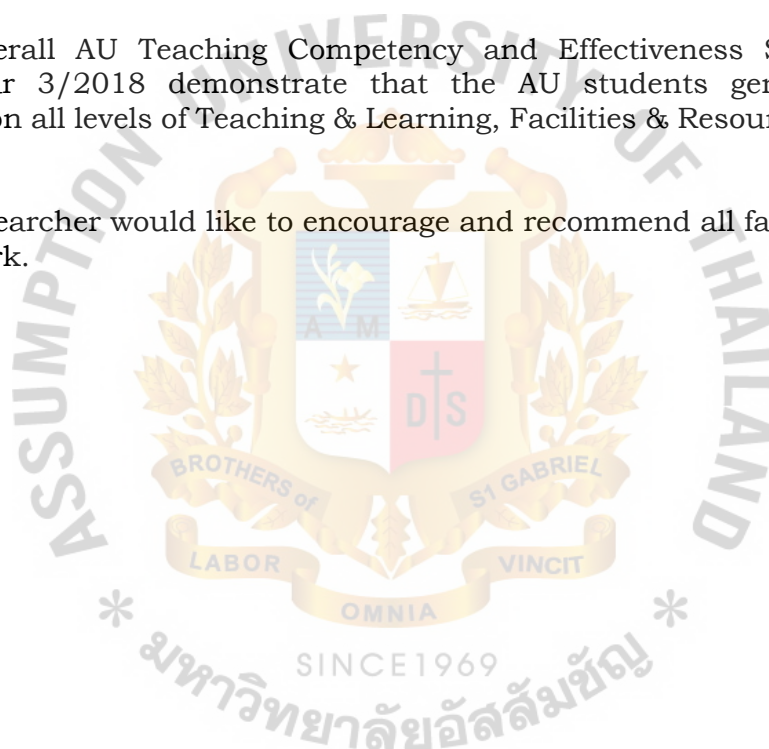 erall AU Teaching Competency and Effectiveness S
r 3/2018 demonstrate that the AU students gen
on all levels of Teaching & Learning, Facilities & Resour
earcher would like to encourage and recommend all fa
rk.
ASSUMPTION UNIVERSITY OF THAILAND
A M
D S
BROTHERS of ST GABRIEL
LABOR
VINCIT
OMNIA
* *
SINCE1969
มหาวิทยาลัยอัสสัมชัญ